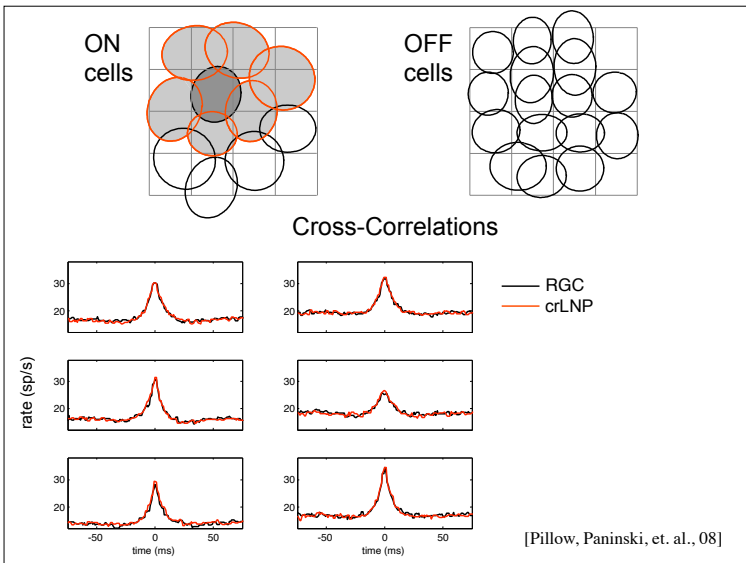 ON
cells
OFF
cells
Cross-Correlations
RGC
crLNP
rate (sp/s)
30
20
30
20
30
20
30
20
30
20
-50 0 50
time (ms)
30
20
-50 0 50
time (ms)
[Pillow, Paninski, et. al., 08]